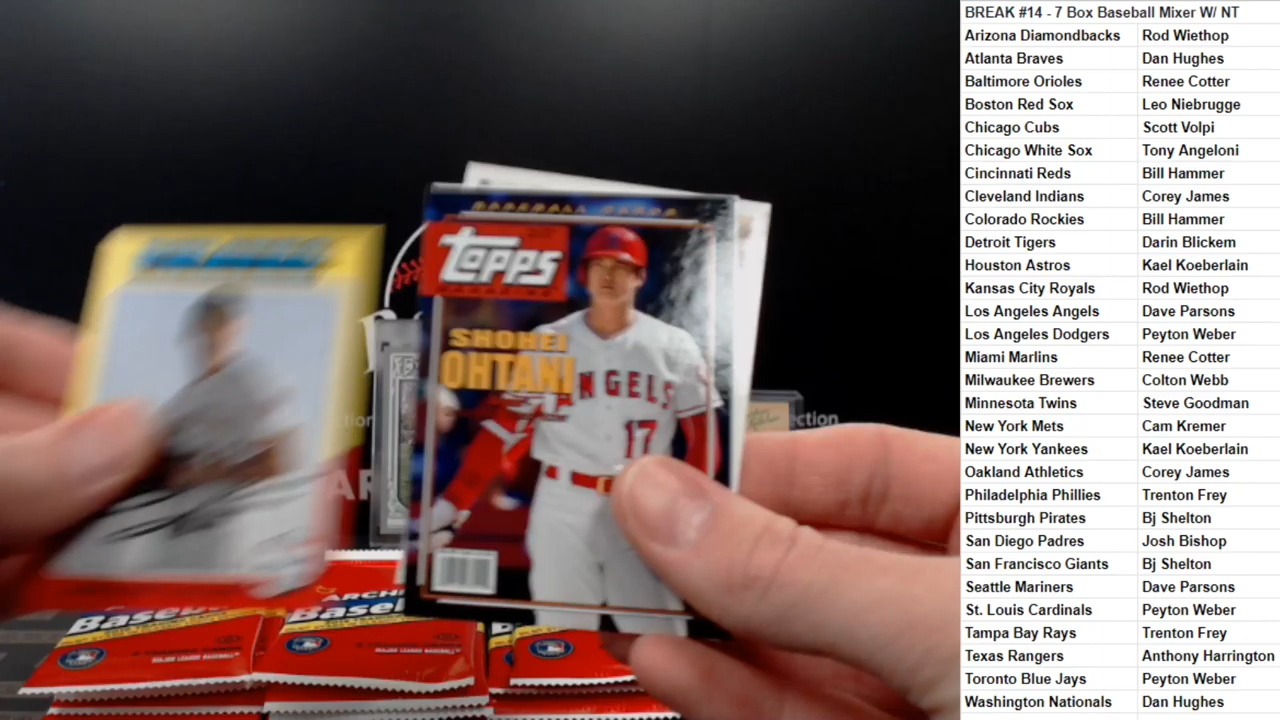 BASEBALL CARDS
TOPPS
SHOHEI
OHTANI
ANGELS
17
AR
ction
ARCH
Baseball
Baseb
BREAK #14 - 7 Box Baseball Mixer W/ NT
Arizona Diamondbacks Rod Wiethop
Atlanta Braves Dan Hughes
Baltimore Orioles Renee Cotter
Boston Red Sox Leo Niebrugge
Chicago Cubs Scott Volpi
Chicago White Sox Tony Angeloni
Cincinnati Reds Bill Hammer
Cleveland Indians Corey James
Colorado Rockies Bill Hammer
Detroit Tigers Darin Blickem
Houston Astros Kael Koeberlain
Kansas City Royals Rod Wiethop
Los Angeles Angels Dave Parsons
Los Angeles Dodgers Peyton Weber
Miami Marlins Renee Cotter
Milwaukee Brewers Colton Webb
Minnesota Twins Steve Goodman
New York Mets Cam Kremer
New York Yankees Kael Koeberlain
Oakland Athletics Corey James
Philadelphia Phillies Trenton Frey
Pittsburgh Pirates Bj Shelton
San Diego Padres Josh Bishop
San Francisco Giants Bj Shelton
Seattle Mariners Dave Parsons
St. Louis Cardinals Peyton Weber
Tampa Bay Rays Trenton Frey
Texas Rangers Anthony Harrington
Toronto Blue Jays Peyton Weber
Washington Nationals Dan Hughes